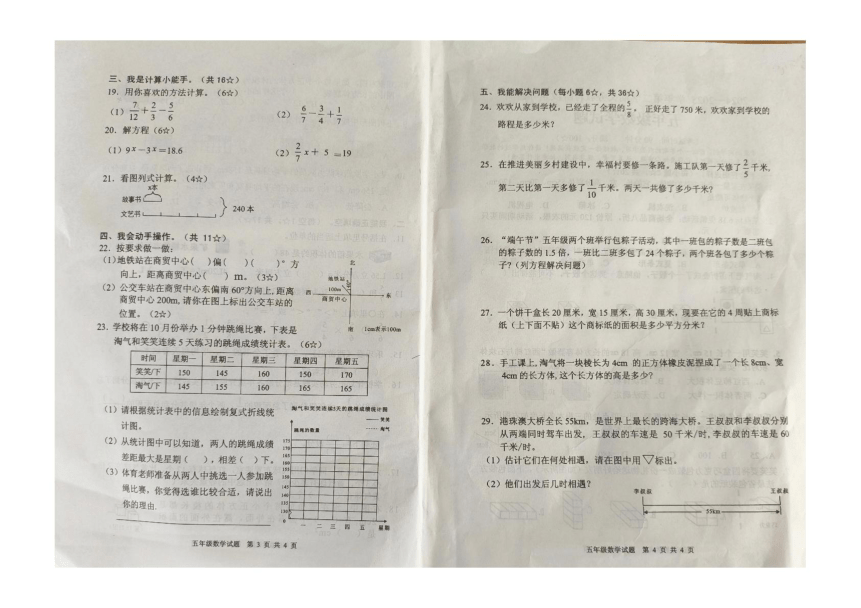 三、我是计算小能手。（共16☆）
19．用你喜欢的方法计算。（6☆）
（1）7/12＋2/3－5/6 （2）6/7－3/4＋1/7
20．解方程（6☆）
（1）9x－3x＝18.6 （2）2/7 x＋5＝19
21．看图列式计算。（4☆）
x本
故事书
文艺书
240本
四、我会动手操作。（共 11☆）
22．按要求做一做：
（1）地铁站在商贸中心（ ）偏（ ）（ ）°方
向上，距离商贸中心（ ）m。（3☆）
（2）公交车站在商贸中心东偏南60°方向上，距离
商贸中心200m，请你在图上标出公交车站的
位置。（2☆）
北
地铁站
100m
西
东
商贸中心
南
1cm表示100m
23．学校将在10月份举办1分钟跳绳比赛，下表是
淘气和笑笑连续5天练习的跳绳成绩统计表。（6☆）
时间 星期一 星期二 星期三 星期四 星期五
笑笑/下 150 145 160 150 170
淘气/下 145 155 160 165 165
（1）请根据统计表中的信息绘制复式折线统
计图。
（2）从统计图中可以知道，两人的跳绳成绩
差距最大是星期（ ），相差（ ）下。
（3）体育老师准备从两人中挑选一人参加跳
绳比赛，你觉得选谁比较合适，请说出
你的理由.
淘气和笑笑连续5天的跳绳成绩统计图
笑笑
淘气
跳绳的数量
175
170
165
160
155
150
145
140
135
130
0
一 二 三 四 五 星期
五年级数学试题 第 3 页 共 4 页
五、我能解决问题（每小题6☆，共36☆）
24．欢欢从家到学校，已经走了全程的5/8， 正好走了750米，欢欢家到学校的
路程是多少米？
25．在推进美丽乡村建设中，幸福村要修一条路。施工队第一天修了2/5千米，
第二天比第一天多修了1/10千米。两天一共修了多少千米？
26．“端午节”五年级两个班举行包粽子活动，其中一班包的粽子数是二班包
的粽子数的1.5倍，一班比二班多包了24个粽子，两个班各包了多少个粽
子？（列方程解决问题）
27．一个饼干盒长20厘米，宽15厘米，高30厘米，现要在它的4周贴上商标
纸（上下面不贴）这个商标纸的面积是多少平方分米？
28．手工课上，淘气将一块棱长为4cm 的正方体橡皮泥捏成了一个长8cm、宽
4cm的长方体，这个长方体的高是多少？
29．港珠澳大桥全长55km，是世界上最长的跨海大桥。王叔叔和李叔叔分别
从两端同时驾车出发，王叔叔的车速是 50千米/时，李叔叔的车速是60
千米/时。
（1）估计它们在何处相遇，请在图中用▽标出。
（2）他们出发后几时相遇？
李叔叔
王叔叔
55km
五年级数学试题 第 4 页 共 4 页